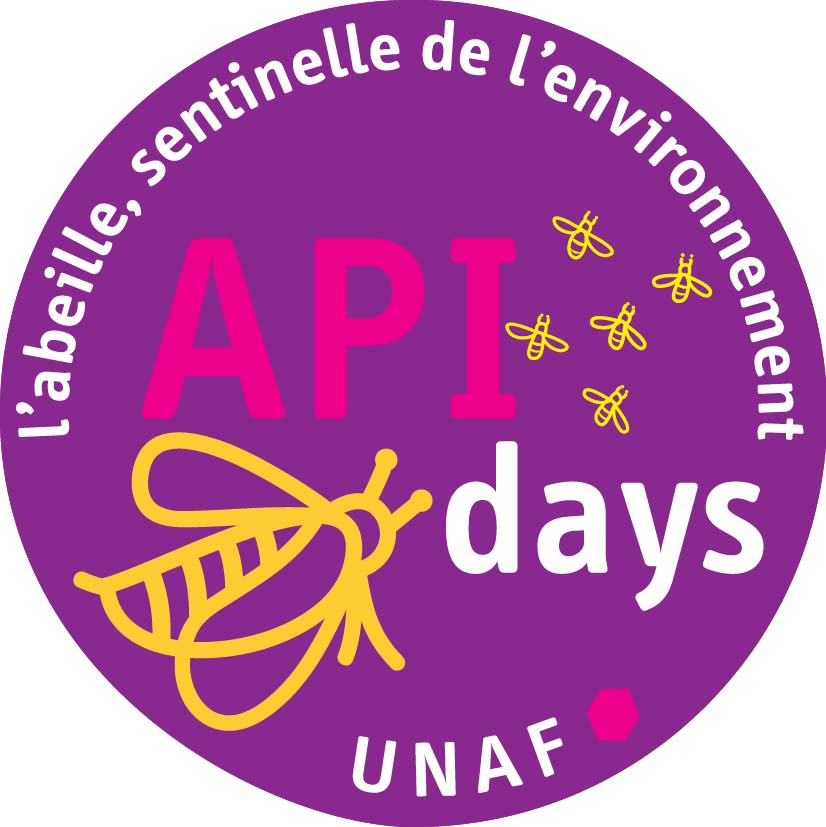 l'abeille, sentinelle de l'environnement
API
days
UNAF